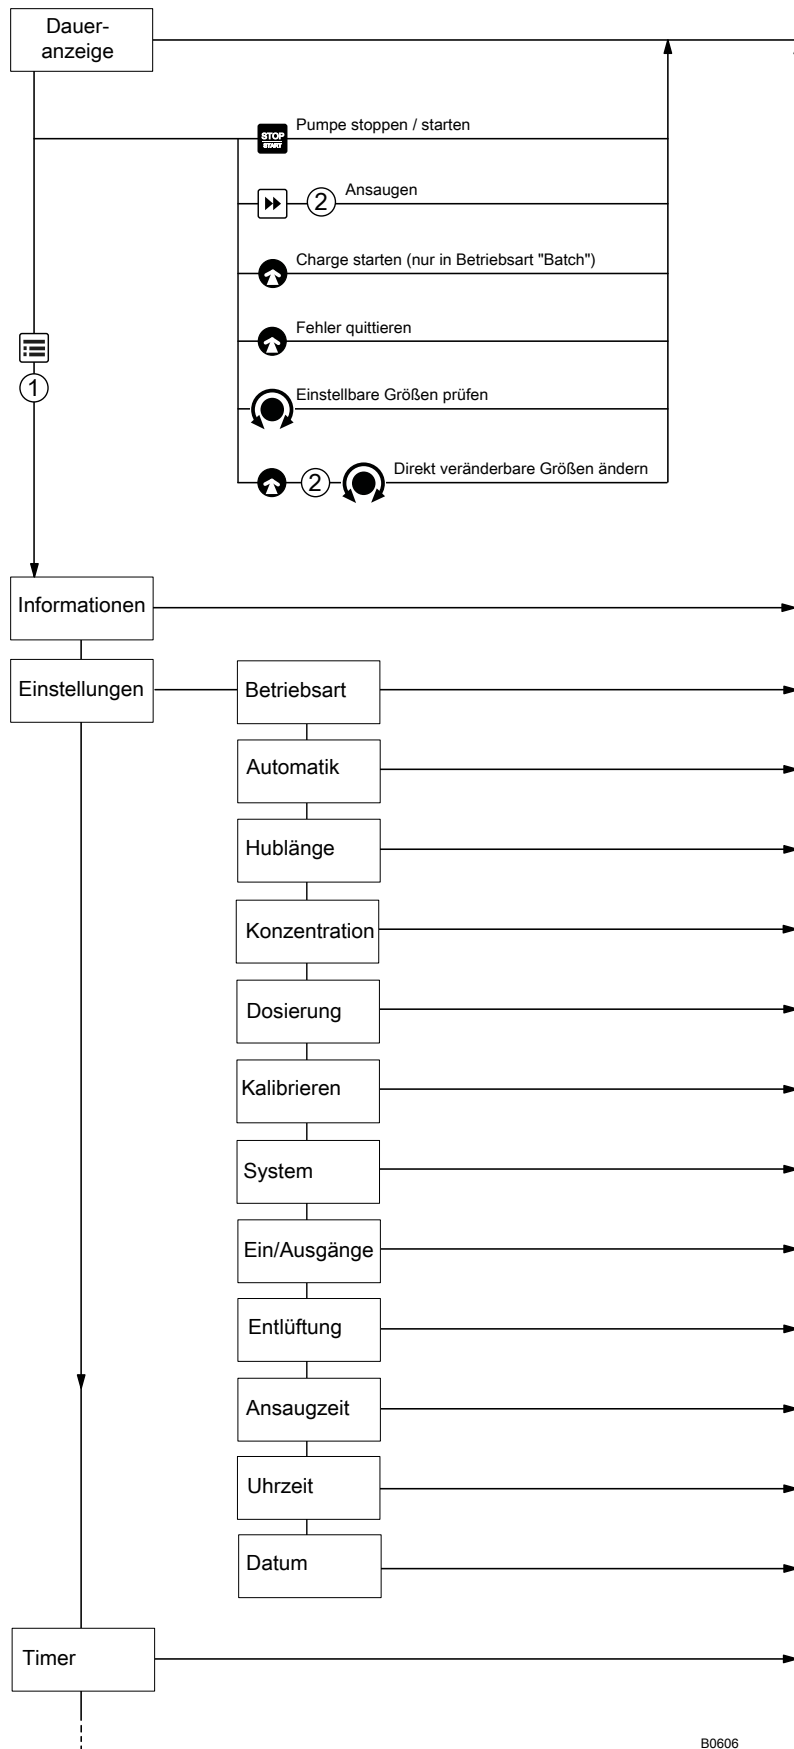 Dauer-
anzeige
STOP
START
Pumpe stoppen / starten
2
Ansaugen
Charge starten (nur in Betriebsart "Batch")
Fehler quittieren
1
Einstellbare Größen prüfen
2
Direkt veränderbare Größen ändern
Informationen
Einstellungen
Betriebsart
Automatik
Hublänge
Konzentration
Dosierung
Kalibrieren
System
Ein/Ausgänge
Entlüftung
Ansaugzeit
Uhrzeit
Datum
Timer
B0606